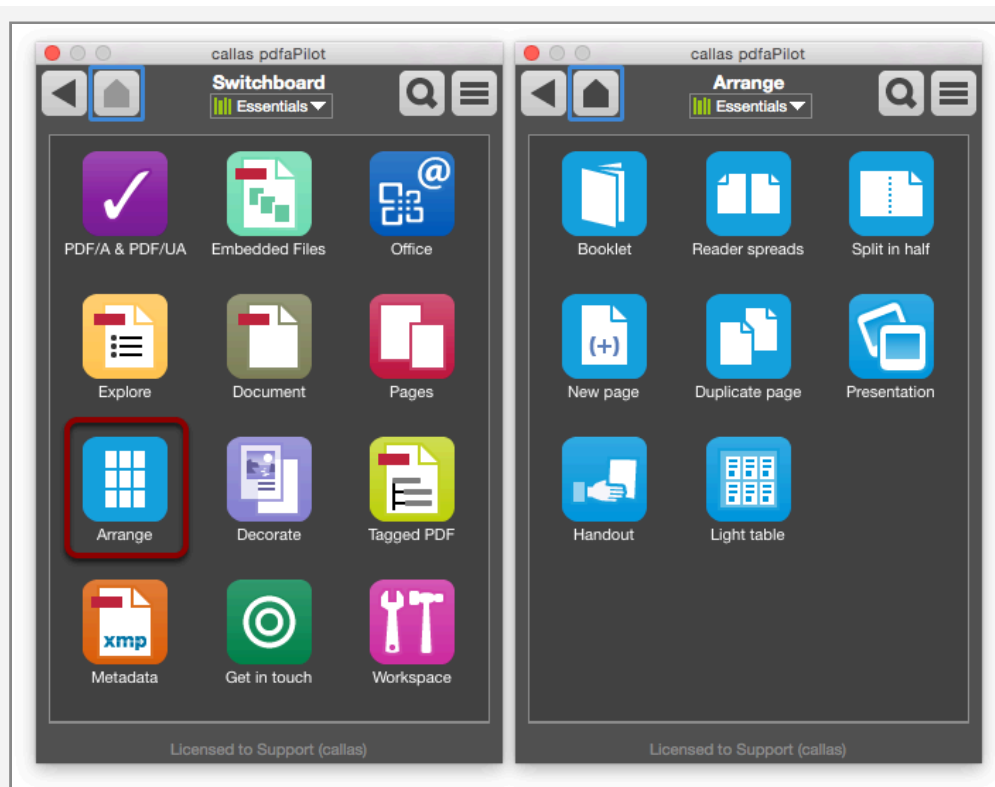 callas pdfaPilot
Switchboard
Essentials
@
PDF/A & PDF/UA Embedded Files Office
Explore Document Pages
Arrange Decorate Tagged PDF
xmp
Metadata Get in touch Workspace
Licensed to Support (callas)
callas pdfaPilot
Arrange
Essentials
Booklet Reader spreads Split in half
(+)
New page Duplicate page Presentation
Handout Light table
Licensed to Support (callas)